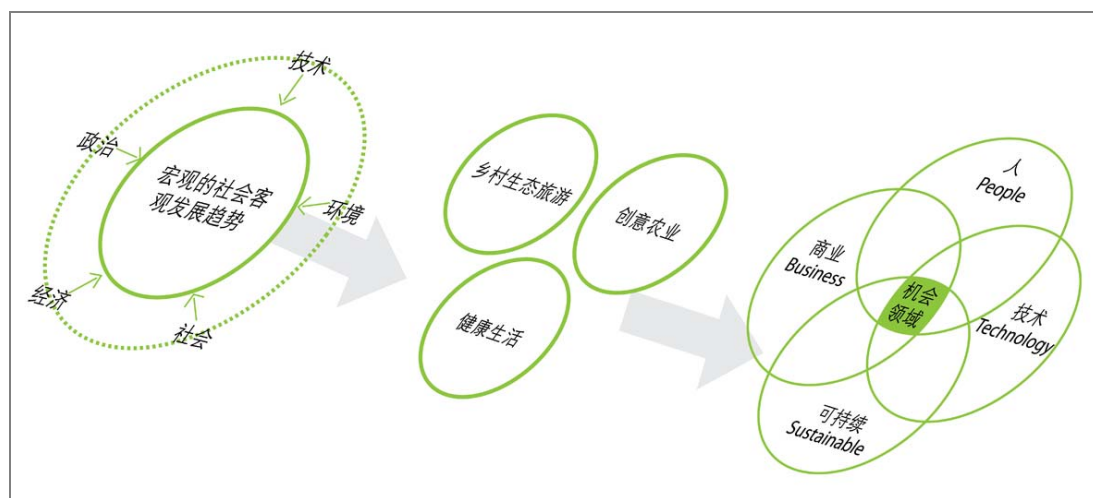 技术
政治
宏观的社会客
观发展趋势
环境
经济
社会
乡村生态旅游
创意农业
健康生活
人
People
商业
Business
机会
领域
技术
Technology
可持续
Sustainable